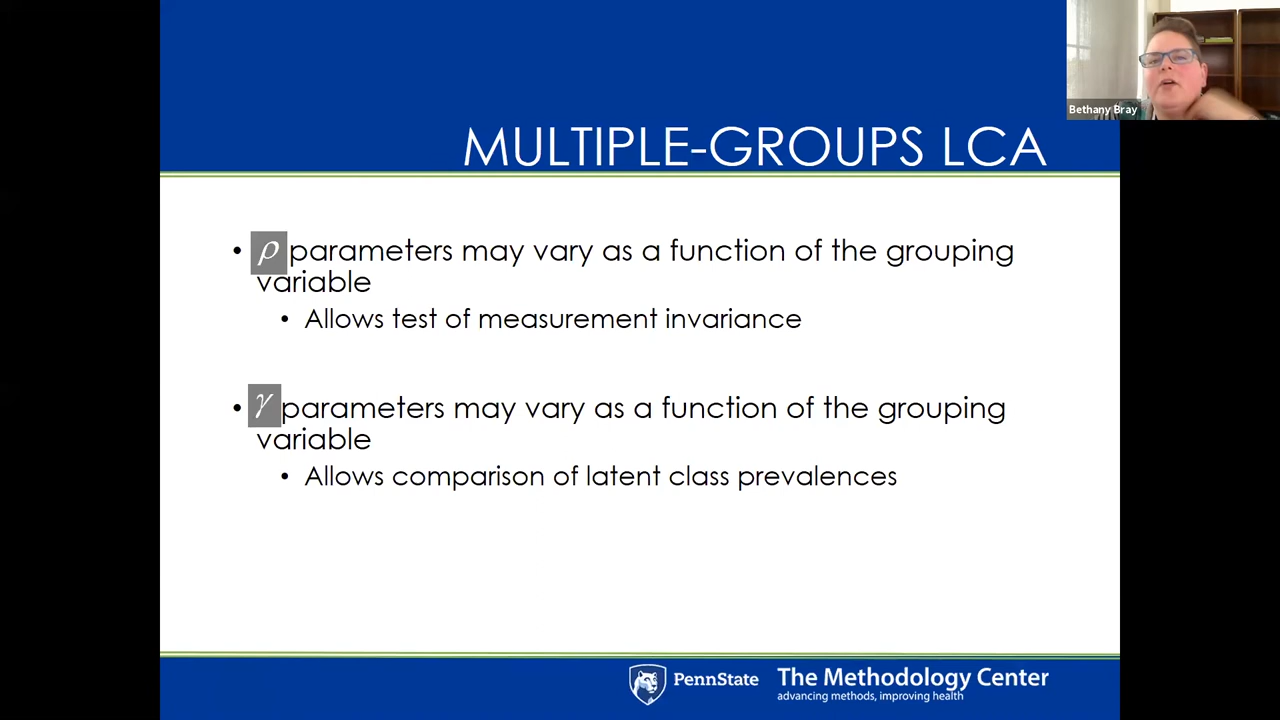 Bethany Bray
MULTIPLE-GROUPS LCA
• ρ parameters may vary as a function of the grouping
variable
• Allows test of measurement invariance
• γ parameters may vary as a function of the grouping
variable
• Allows comparison of latent class prevalences
PennState
The Methodology Center
advancing methods, improving health